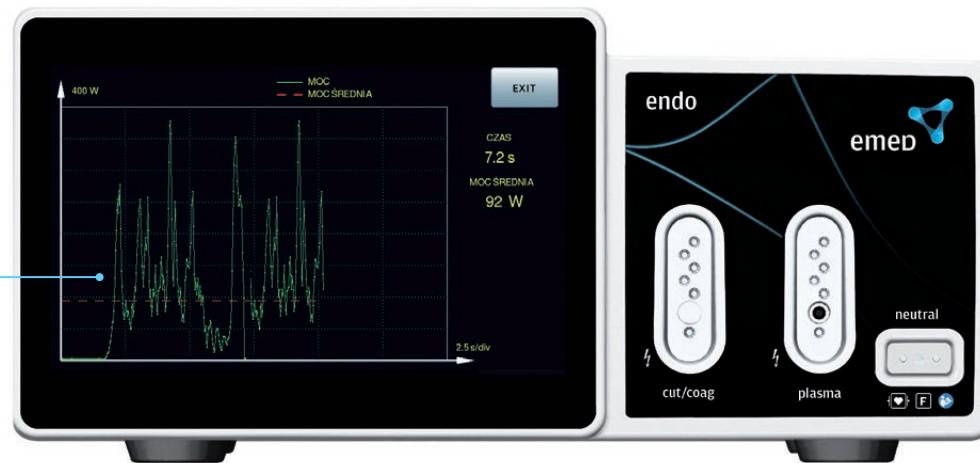 400 W
MOC
MOC ŚREDNIA
EXIT
CZAS
7.2 s
MOC ŚREDNIA
92 W
2.5 s/div
endo
emed
cut/coag
plasma
neutral
F